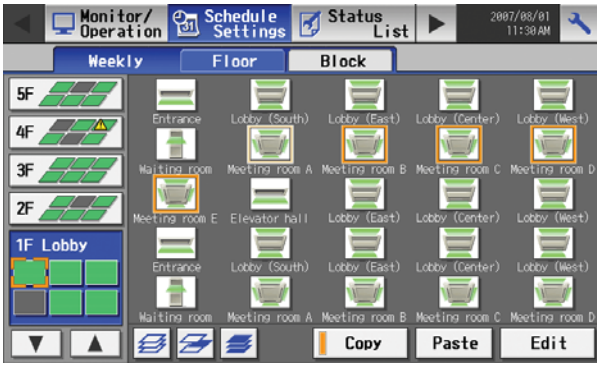 Monitor/
Operation
31
Schedule
Settings
Status
List
2007/08/01
11:30AM
Weekly
Floor
Block
5F
4F
3F
2F
1F Lobby
Entrance
Lobby (South)
Lobby (East)
Lobby (Center)
Lobby (West)
Waiting room
Meeting room A
Meeting room B
Meeting room C
Meeting room D
Meeting room E
Elevator hall
Lobby (East)
Lobby (Center)
Lobby (West)
Entrance
Lobby (South)
Lobby (East)
Lobby (Center)
Lobby (West)
Waiting room
Meeting room A
Meeting room B
Meeting room C
Meeting room D
Copy
Paste
Edit